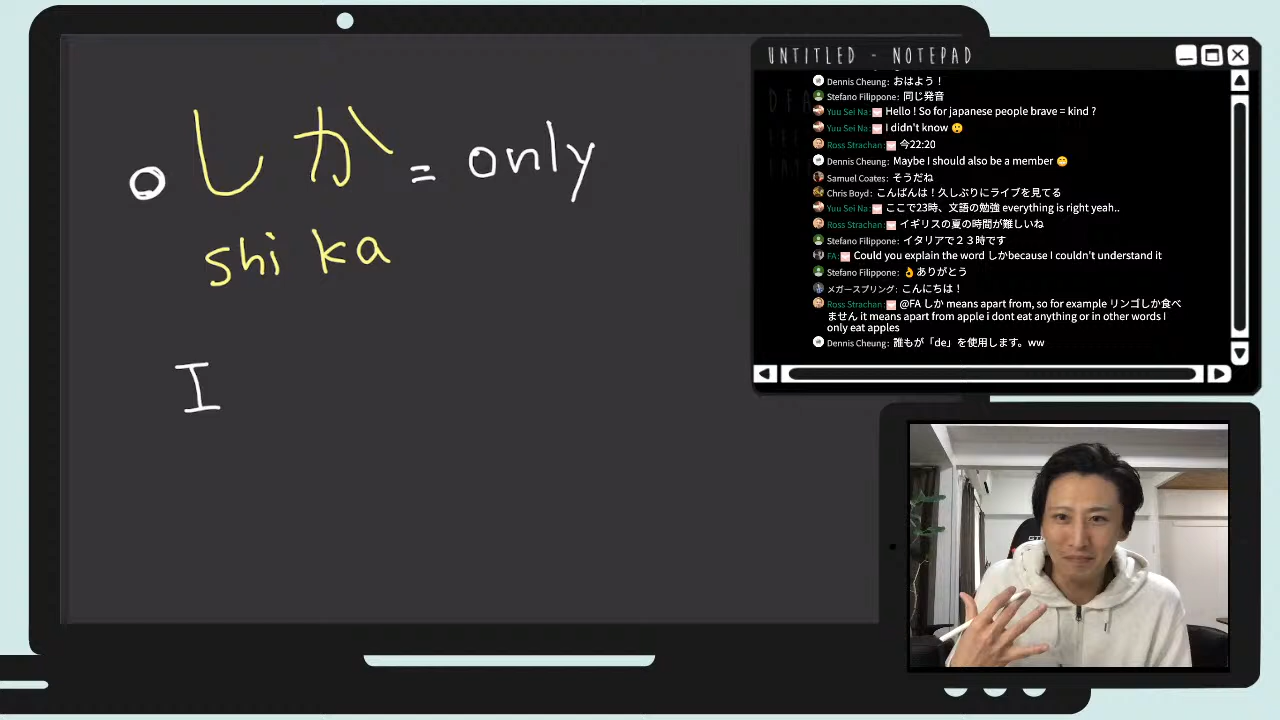 しか = only
shi ka
I
UNTITLED - NOTEPAD
Dennis Cheung: おはよう！
Stefano Filippone: 同じ発音
Yuu Sei Na: Hello ! So for japanese people brave = kind ?
Yuu Sei Na: I didn't know 😲
Ross Strachan: 今22:20
Dennis Cheung: Maybe I should also be a member 😁
Samuel Coates: そうだね
Chris Boyd: こんばんは！久しぶりにライブを見てる
Yuu Sei Na: ここで23時、文語の勉強 everything is right yeah..
Ross Strachan: イギリスの夏の時間が難しいね
Stefano Filippone: イタリアで２３時です
FA: Could you explain the word しかbecause I couldn't understand it
Stefano Filippone: 👌ありがとう
メガースプリング: こんにちは！
Ross Strachan: @FA しか means apart from, so for example リンゴしか食べ
ません it means apart from apple i dont eat anything or in other words I
only eat apples
Dennis Cheung: 誰もが「de」を使用します。ww